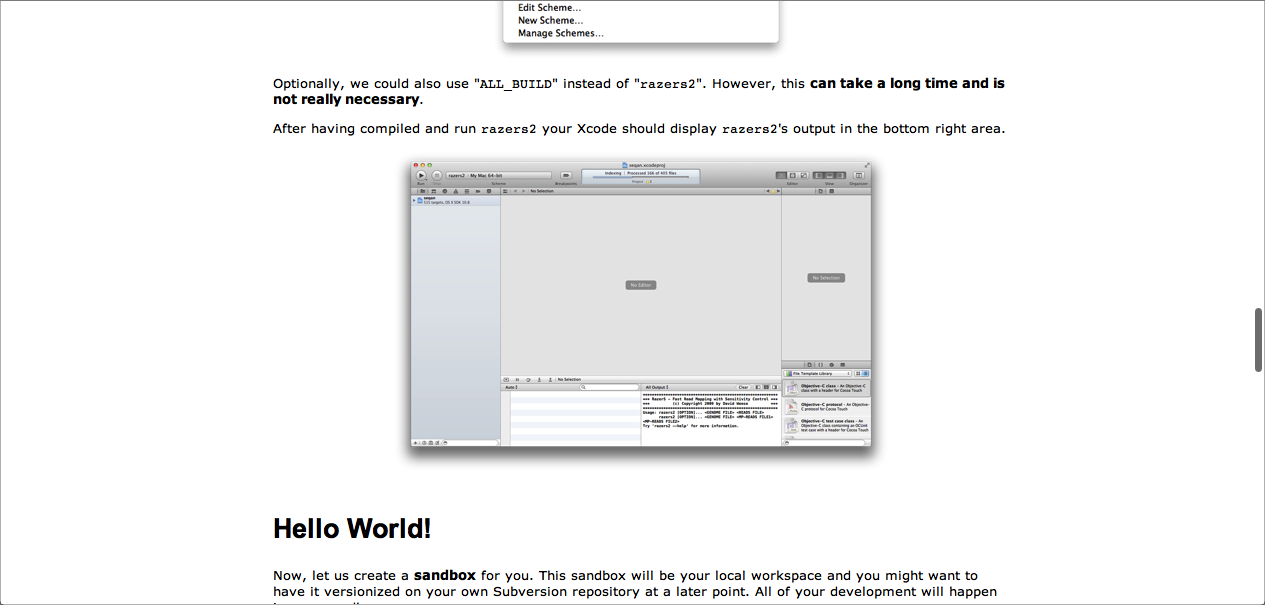 Edit Scheme...
New Scheme...
Manage Schemes...
Optionally, we could also use "ALL_BUILD" instead of "razers2". However, this can take a long time and is
not really necessary.
After having compiled and run razers2 your Xcode should display razers2's output in the bottom right area.
seqan.xcodeproj
razers2 My Mac 64-bit
Indexing | Processed 166 of 405 files
Run
Scheme
Breakpoints
Project
Editor
View
Organizer
No Selection
seqan
OS X SDK 10.8
No Editor
No Selection
No Selection
Auto
All Output
Clear
File Template Library
*** RazerS - Fast Read Mapping with Sensitivity Control ***
*** (c) Copyright 2009 by David Weese ***
Usage: razers2 [OPTION]... <GENOME FILE> <READS FILE>
razers2 [OPTION]... <GENOME FILE> <MP-READS FILE1>
<MP-READS FILE2>
Try 'razers2 --help' for more information.
Objective-C class - An Objective-C
class with a header for Cocoa Touch
Objective-C protocol - An Objective-
C protocol for Cocoa Touch
Objective-C test case class - An
Objective-C class containing an OCUnit
test case with a header for Cocoa Touch
Hello World!
Now, let us create a sandbox for you. This sandbox will be your local workspace and you might want to
have it versionized on your own Subversion repository at a later point. All of your development will happen